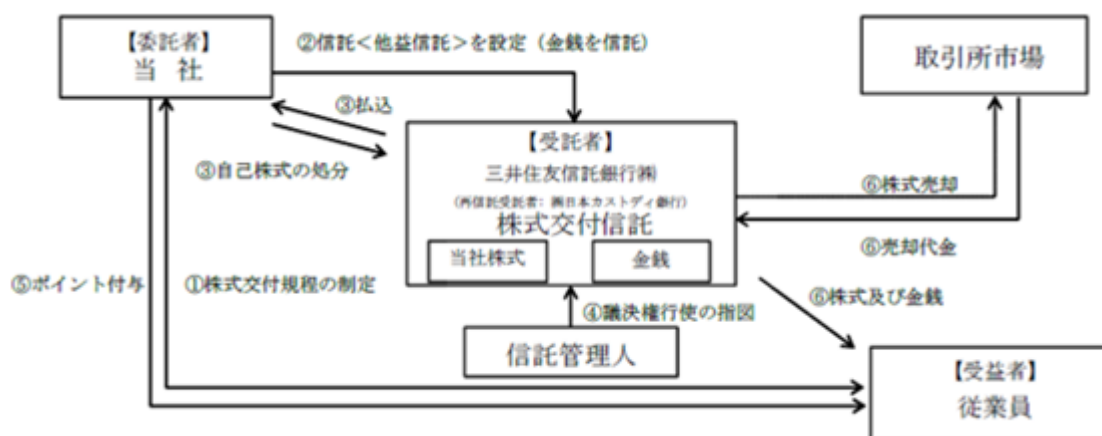 【委託者】
当 社
②信託＜他益信託＞を設定（金銭を信託）
取引所市場
③払込
③自己株式の処分
【受託者】
三井住友信託銀行㈱
（再信託受託者：㈱日本カストディ銀行）
株式交付信託
当社株式
金銭
⑥株式売却
⑥売却代金
⑤ポイント付与
①株式交付規程の制定
⑥株式及び金銭
④議決権行使の指図
信託管理人
【受益者】
従業員